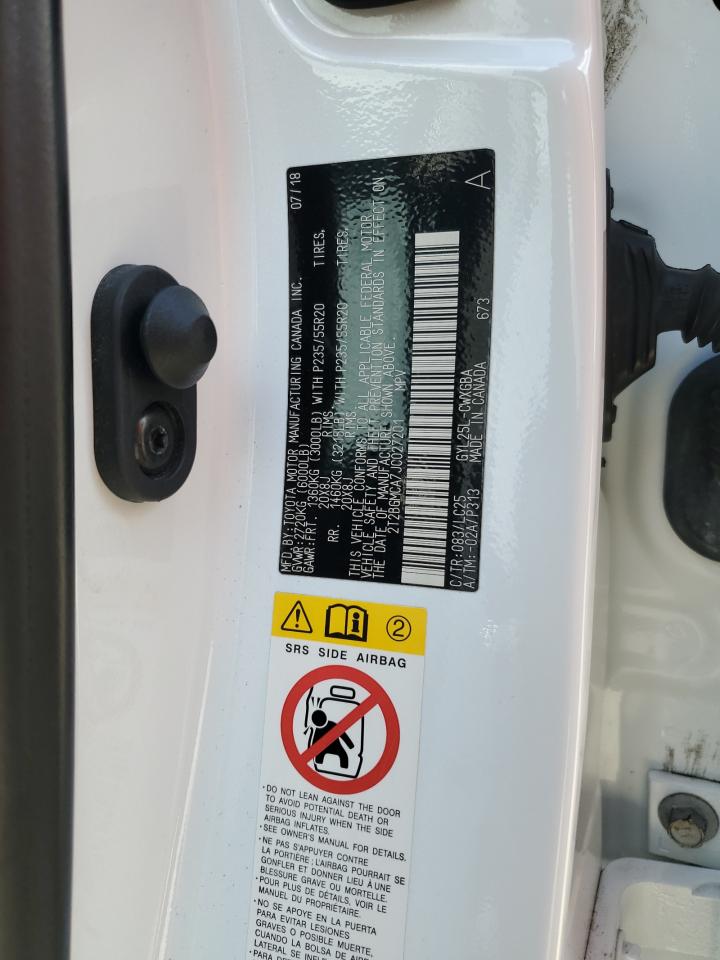 MFD. BY: TOYOTA MOTOR MANUFACTURING CANADA INC. 07/18
GVWR: 2720KG (6000LB)
GAWR: FRT. 1360KG (3000LB) WITH P235/55R20 TIRES,
20X8J RIMS
RR. 1460KG WITH P235/55R20 TIRES,
20X8J RIMS
THIS VEHICLE CONFORMS TO ALL APPLICABLE FEDERAL MOTOR
VEHICLE SAFETY AND THEFT PREVENTION STANDARDS IN EFFECT ON
THE DATE OF MANUFACTURE SHOWN ABOVE.
MPV A
C/TR: 083/LC25 GYL25L-CWXGBA
A/TM: -02A/P313 MADE IN CANADA 673
2
SRS SIDE AIRBAG
・DO NOT LEAN AGAINST THE DOOR
TO AVOID POTENTIAL DEATH OR
SERIOUS INJURY WHEN THE SIDE
AIRBAG INFLATES.
・SEE OWNER'S MANUAL FOR DETAILS.
・NE PAS S'APPUYER CONTRE
LA PORTIÈRE ; L'AIRBAG POURRAIT SE
GONFLER ET DONNER LIEU À UNE
BLESSURE GRAVE OU MORTELLE.
・POUR PLUS DE DÉTAILS, VOIR LE
MANUEL DU PROPRIÉTAIRE.
・NO SE APOYE EN LA PUERTA
PARA EVITAR LESIONES
GRAVES O POSIBLE MUERTE,
CUANDO LA BOLSA DE AIRE
LATERAL SE